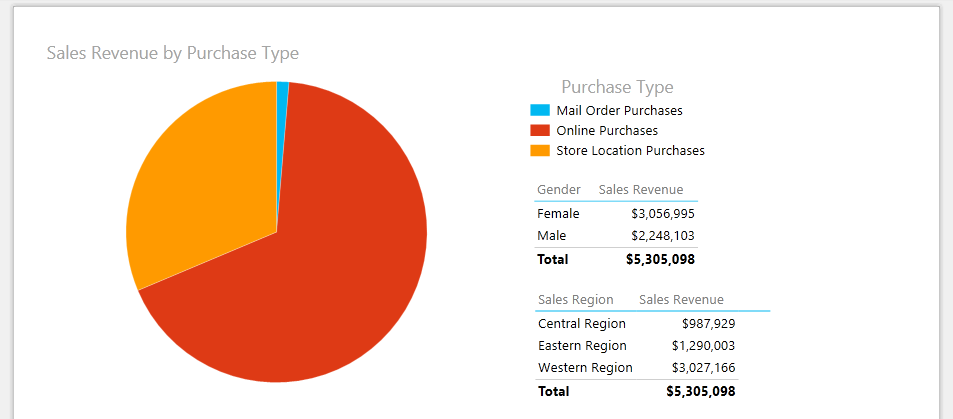 Sales Revenue by Purchase Type
Purchase Type
Mail Order Purchases
Online Purchases
Store Location Purchases
Gender Sales Revenue
Female $3,056,995
Male $2,248,103
Total $5,305,098
Sales Region Sales Revenue
Central Region $987,929
Eastern Region $1,290,003
Western Region $3,027,166
Total $5,305,098